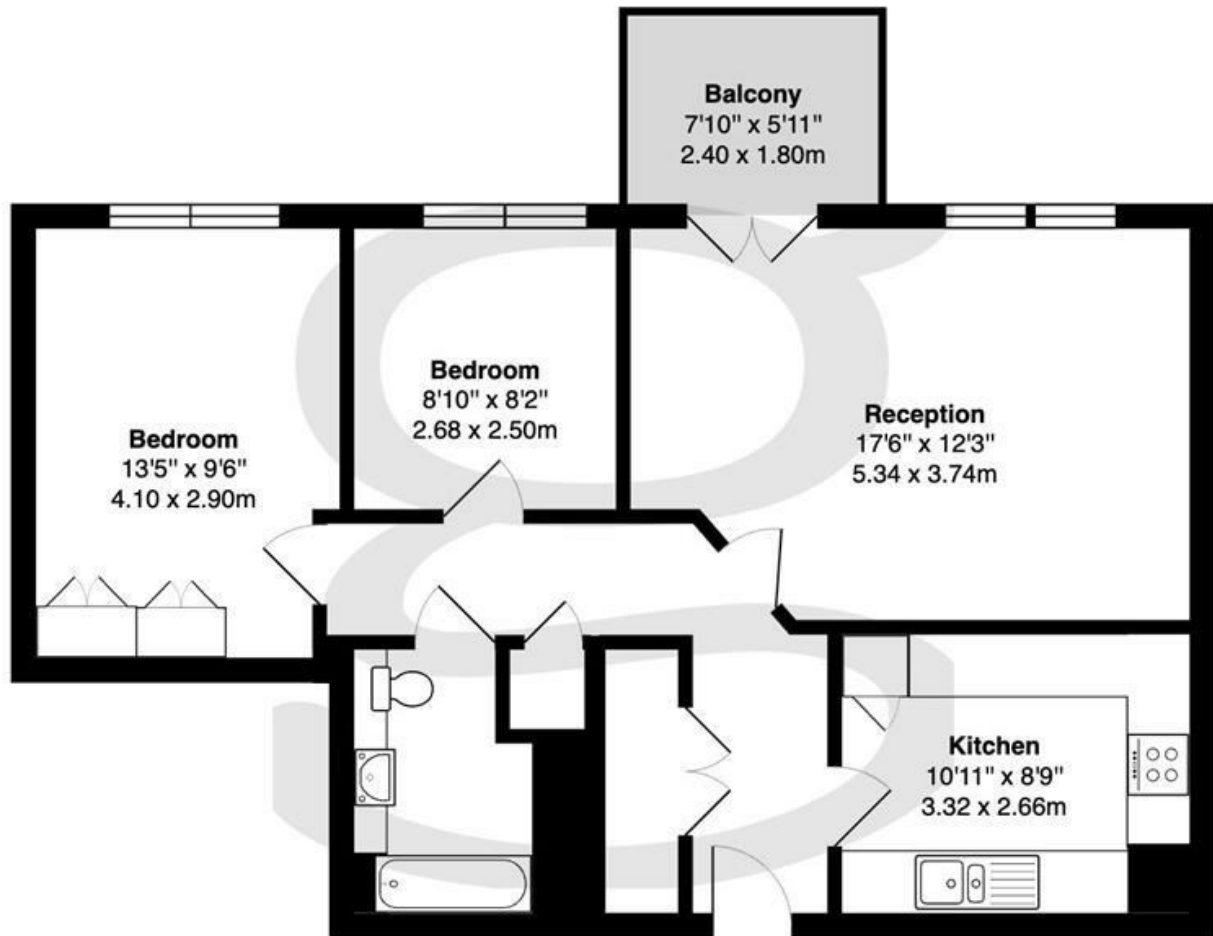 Balcony
7'10" x 5'11"
2.40 x 1.80m
Bedroom
8'10" x 8'2"
2.68 x 2.50m
Reception
17'6" x 12'3"
5.34 x 3.74m
Bedroom
13'5" x 9'6"
4.10 x 2.90m
Kitchen
10'11" x 8'9"
3.32 x 2.66m